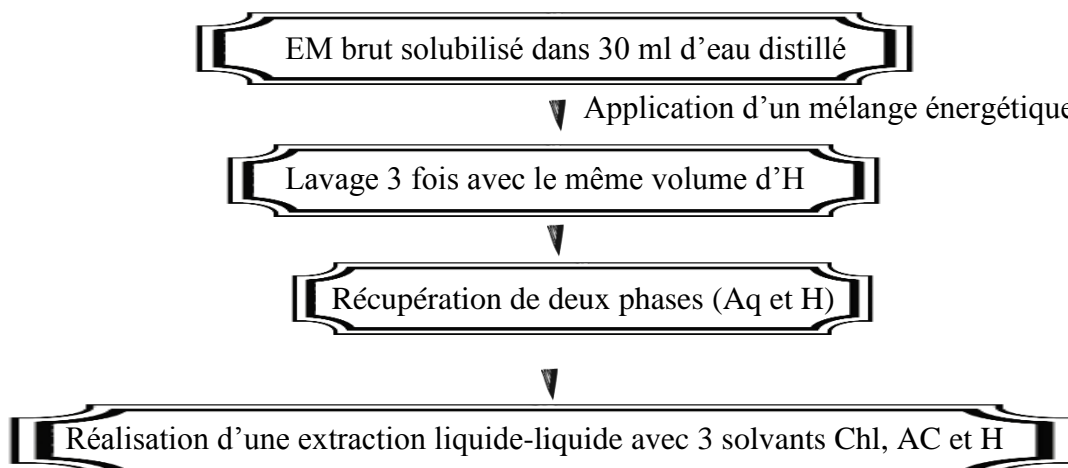 EM brut solubilisé dans 30 ml d’eau distillé
Application d’un mélange énergétique
Lavage 3 fois avec le même volume d’H
Récupération de deux phases (Aq et H)
Réalisation d’une extraction liquide-liquide avec 3 solvants Chl, AC et H